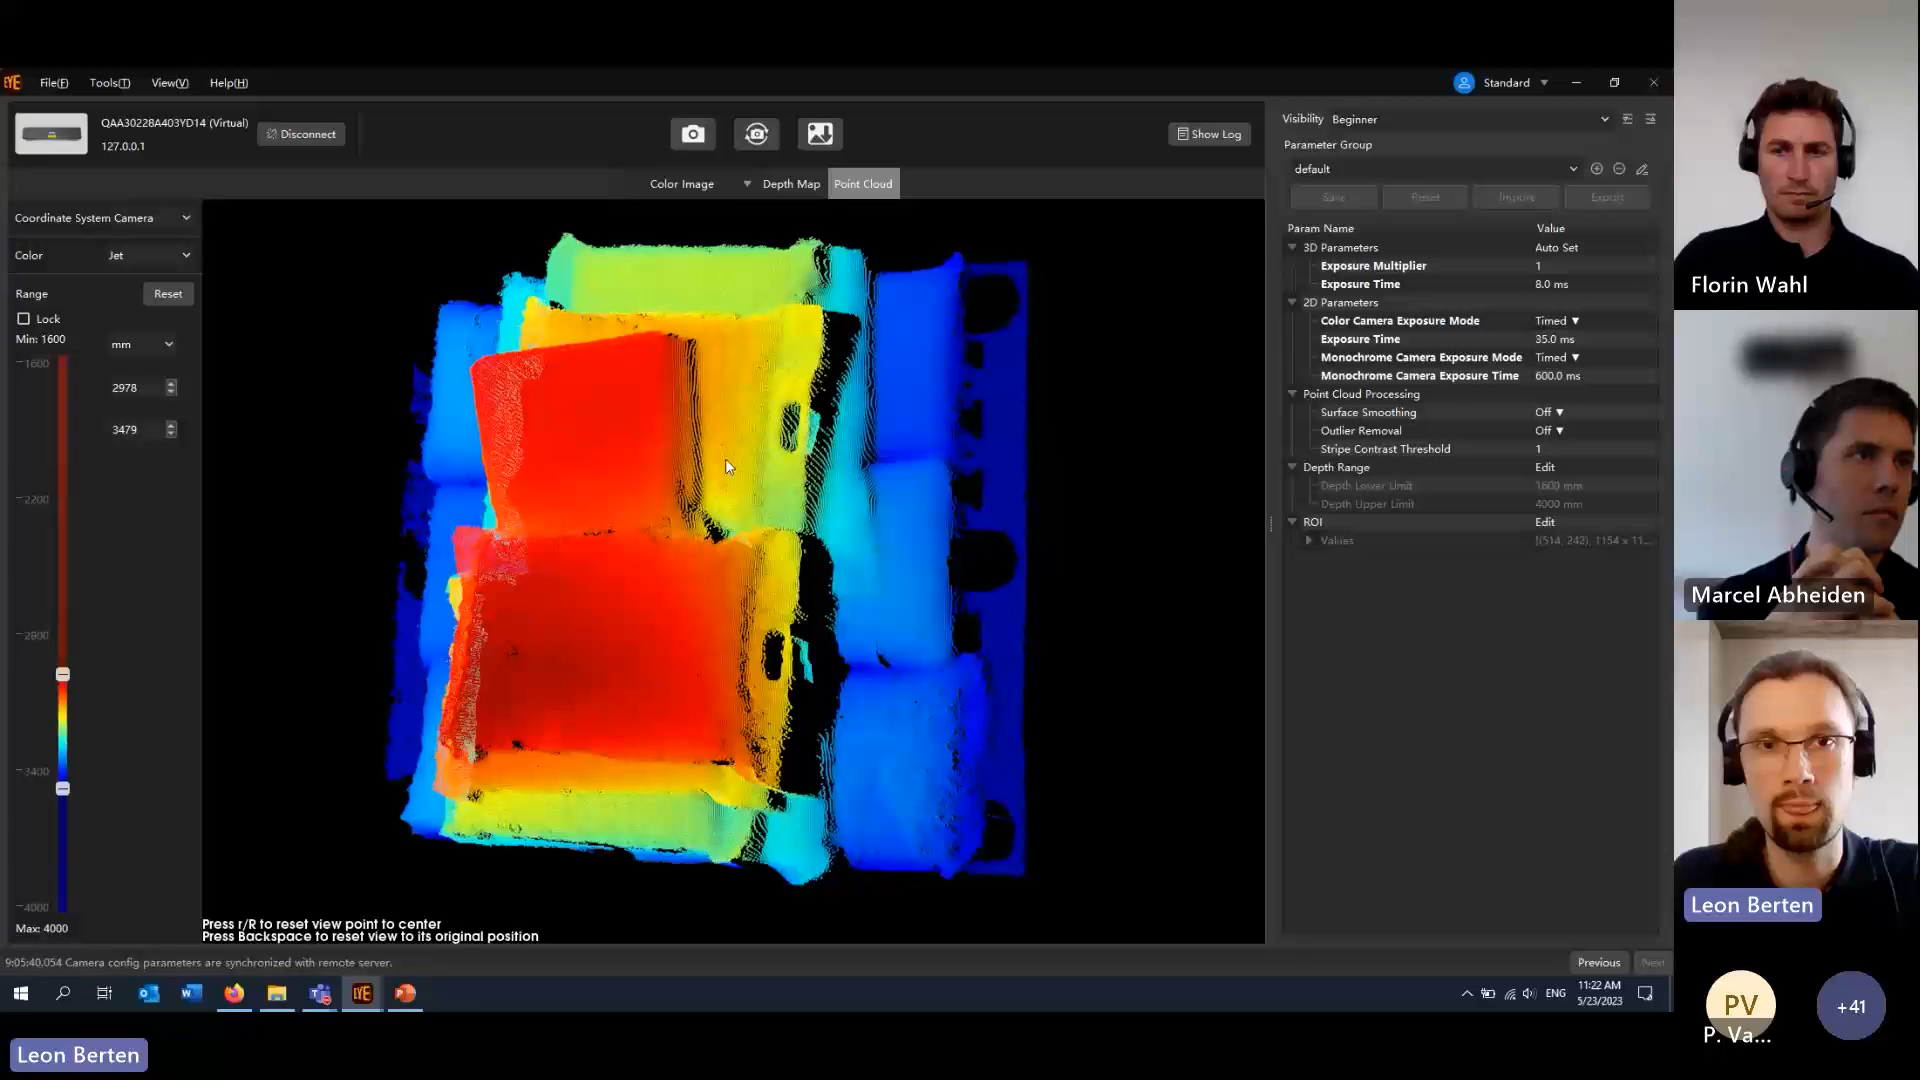 EYE File(F) Tools(T) View(V) Help(H) Standard
QAA30228A403YD14 (Virtual)
127.0.0.1
Disconnect
Show Log
Color Image Depth Map Point Cloud
Coordinate System Camera
Color Jet
Range Reset
Lock
Min: 1600
mm
1600
2978
3479
2200
2800
3400
4000
Max: 4000
Press r/R to reset view point to center
Press Backspace to reset view to its original position
Visibility Beginner
Parameter Group
default
Save Reset Import Export
Param Name Value
3D Parameters Auto Set
Exposure Multiplier 1
Exposure Time 8.0 ms
2D Parameters
Color Camera Exposure Mode Timed
Exposure Time 35.0 ms
Monochrome Camera Exposure Mode Timed
Monochrome Camera Exposure Time 600.0 ms
Point Cloud Processing
Surface Smoothing Off
Outlier Removal Off
Stripe Contrast Threshold 1
Depth Range Edit
Depth Lower Limit 1600 mm
Depth Upper Limit 4000 mm
ROI Edit
Values [(514, 242), 1154 x 11...
9:05:40.054 Camera config parameters are synchronized with remote server.
Previous Next
ENG
11:22 AM
5/23/2023
Leon Berten
Florin Wahl
Marcel Abheiden
Leon Berten
PV
P. Va...
+41